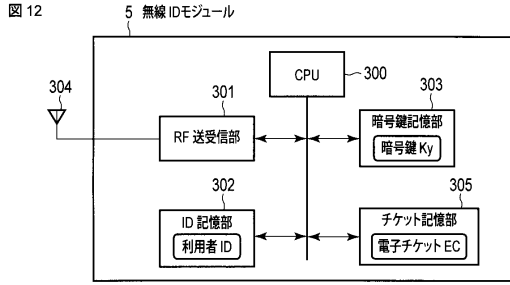 図 12
5 無線 IDモジュール
CPU
300
304
301
303
RF 送受信部
暗号鍵記憶部
暗号鍵 Ky
302
305
ID 記憶部
利用者 ID
チケット記憶部
電子チケット EC